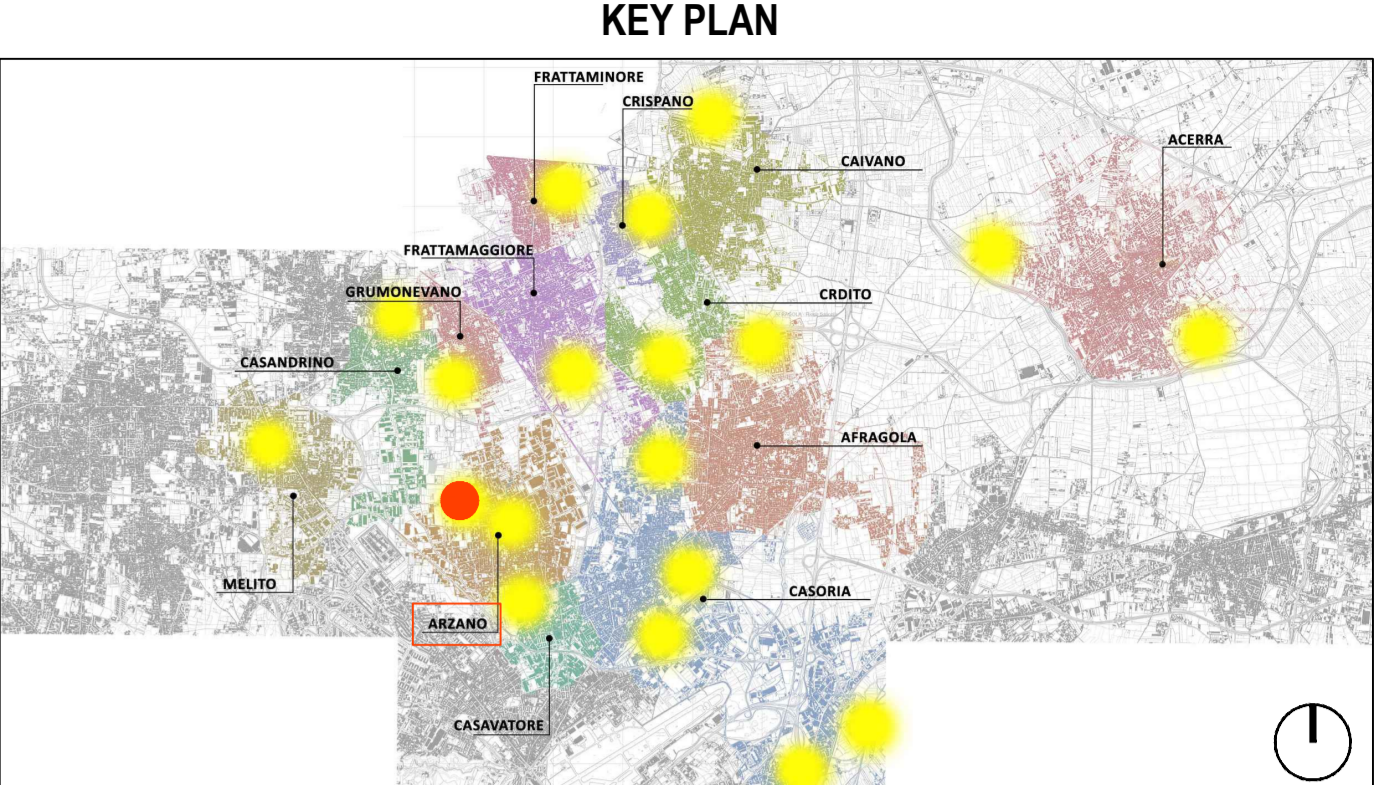 KEY PLAN
FRATTAMINORE
CRISPANO
ACERRA
CAIVANO
FRATTAMAGGIORE
GRUMONEVANO
CRDITO
CASANDRINO
AFRAGOLA
MELITO
CASORIA
ARZANO
CASAVATORE